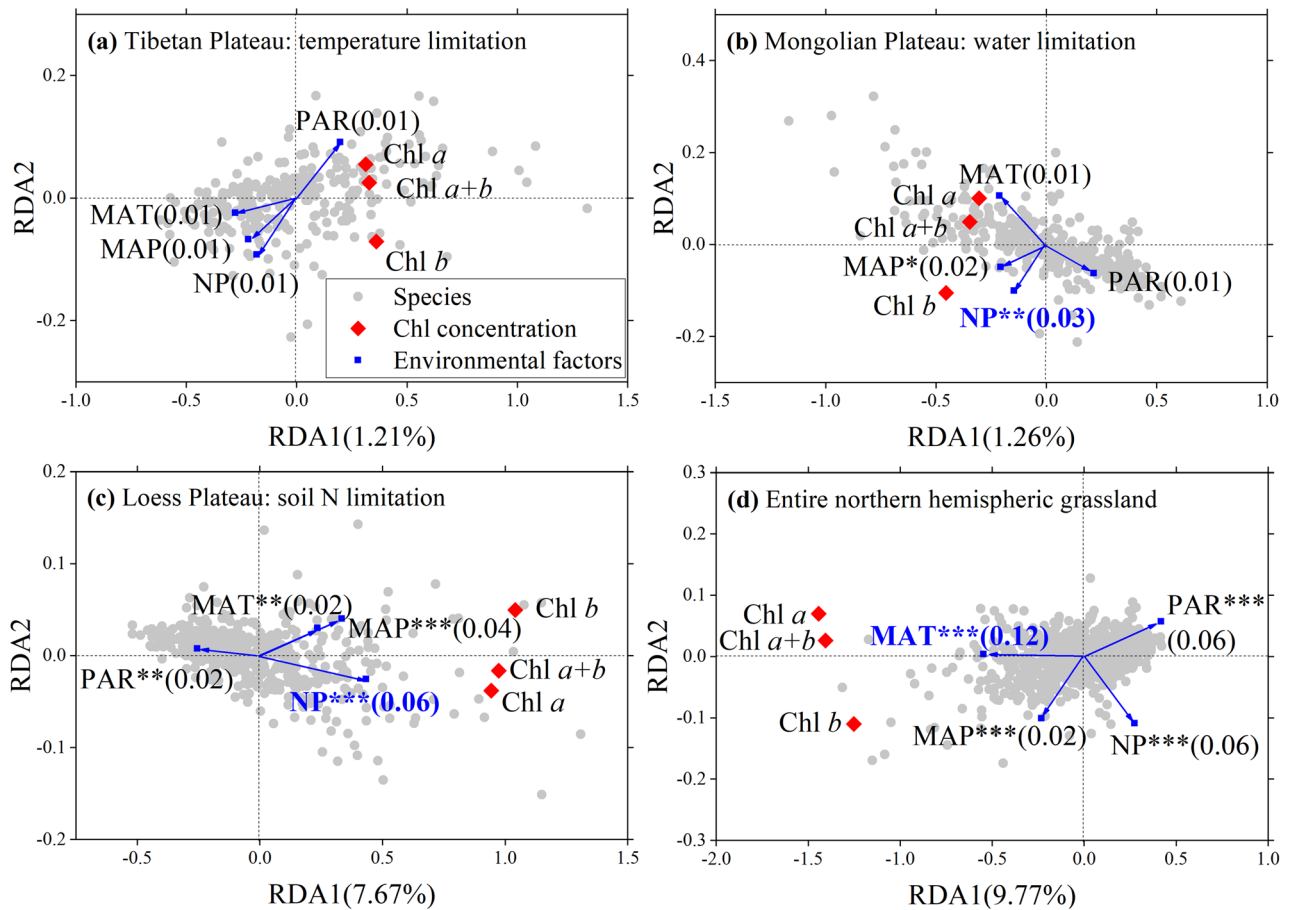 (a) Tibetan Plateau: temperature limitation
RDA2
0.2
0.0
-0.2
PAR(0.01)
Chl a
Chl a+b
MAT(0.01)
MAP(0.01)
NP(0.01)
Chl b
Species
Chl concentration
Environmental factors
-1.0
-0.5
0.0
0.5
1.0
1.5
RDA1(1.21%)
(b) Mongolian Plateau: water limitation
RDA2
0.4
0.2
0.0
-0.2
MAT(0.01)
Chl a
Chl a+b
MAP*(0.02)
PAR(0.01)
Chl b
NP**(0.03)
-1.5
-1.0
-0.5
0.0
0.5
1.0
RDA1(1.26%)
(c) Loess Plateau: soil N limitation
RDA2
0.2
0.1
0.0
-0.1
-0.2
MAT**(0.02)
Chl b
MAP***(0.04)
PAR**(0.02)
Chl a+b
NP***(0.06)
Chl a
0.0
0.5
1.0
1.5
RDA1(7.67%)
(d) Entire northern hemispheric grassland
RDA2
0.3
0.2
0.1
0.0
-0.1
-0.2
-0.3
PAR***
(0.06)
Chl a
Chl a+b
MAT***(0.12)
Chl b
MAP***(0.02)
NP***(0.06)
-2.0
-1.5
-1.0
-0.5
0.0
0.5
1.0
RDA1(9.77%)